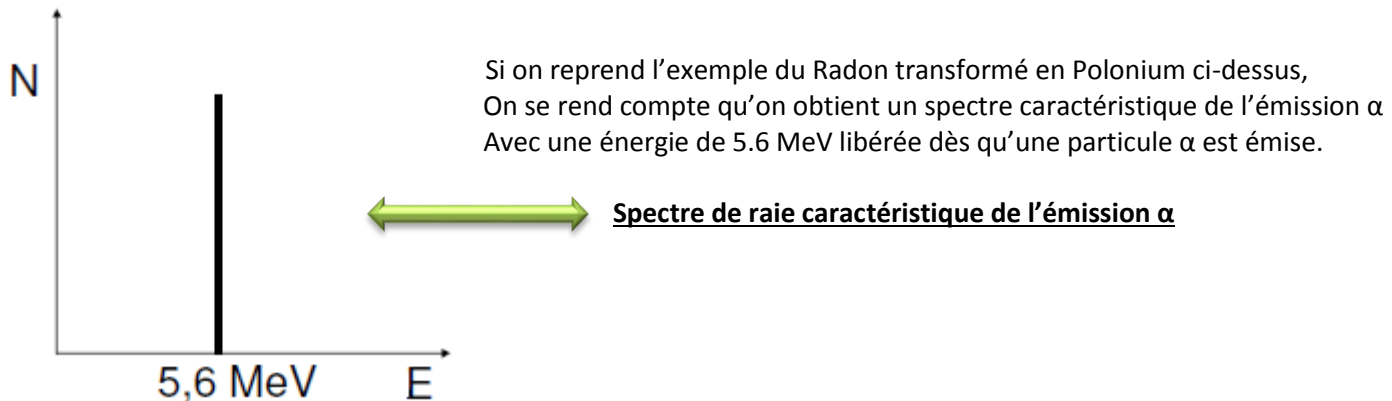 N
Si on reprend l’exemple du Radon transformé en Polonium ci-dessus,
On se rend compte qu’on obtient un spectre caractéristique de l’émission α
Avec une énergie de 5.6 MeV libérée dès qu’une particule α est émise.
Spectre de raie caractéristique de l’émission α
5,6 MeV E